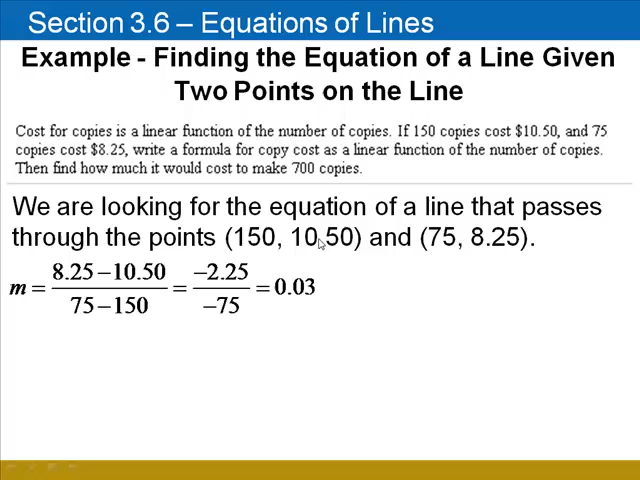 Section 3.6 – Equations of Lines
Example - Finding the Equation of a Line Given
Two Points on the Line
Cost for copies is a linear function of the number of copies. If 150 copies cost $10.50, and 75
copies cost $8.25, write a formula for copy cost as a linear function of the number of copies.
Then find how much it would cost to make 700 copies.
We are looking for the equation of a line that passes
through the points (150, 10.50) and (75, 8.25).
m = (8.25 − 10.50)/(75 − 150) = −2.25/−75 = 0.03